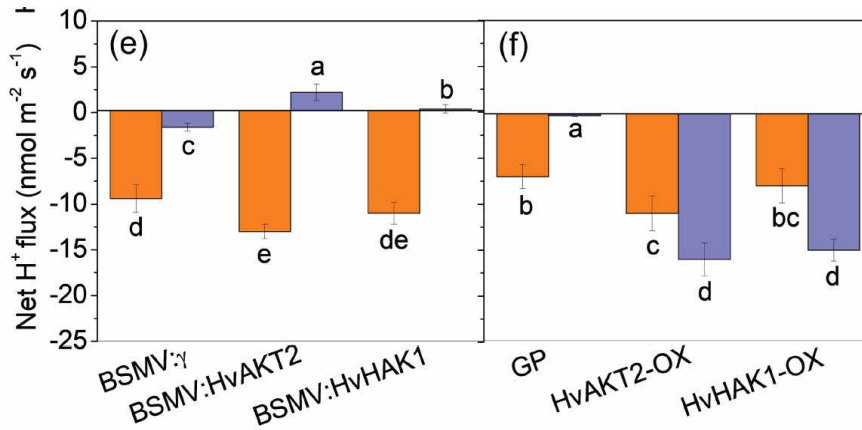 (e)
(f)
Net H⁺ flux (nmol m⁻² s⁻¹)
10
5
0
-5
-10
-15
-20
-25
a
b
c
d
e
de
a
b
c
bc
d
d
BSMV:γ
BSMV:HvAKT2
BSMV:HvHAK1
GP
HvAKT2-OX
HvHAK1-OX